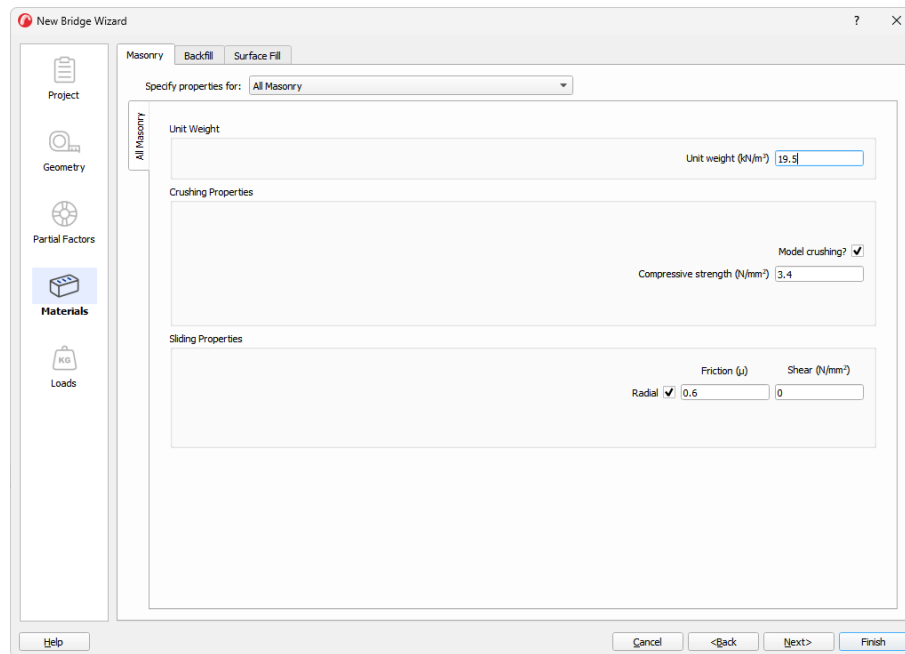 New Bridge Wizard
Project
Geometry
Partial Factors
Materials
KG
Loads
Masonry Backfill Surface Fill
Specify properties for: All Masonry
All Masonry
Unit Weight
Unit weight (kN/m³) 19.5
Crushing Properties
Model crushing?
Compressive strength (N/mm²) 3.4
Sliding Properties
Friction (µ) Shear (N/mm²)
Radial 0.6 0
Help Cancel <Back Next> Finish